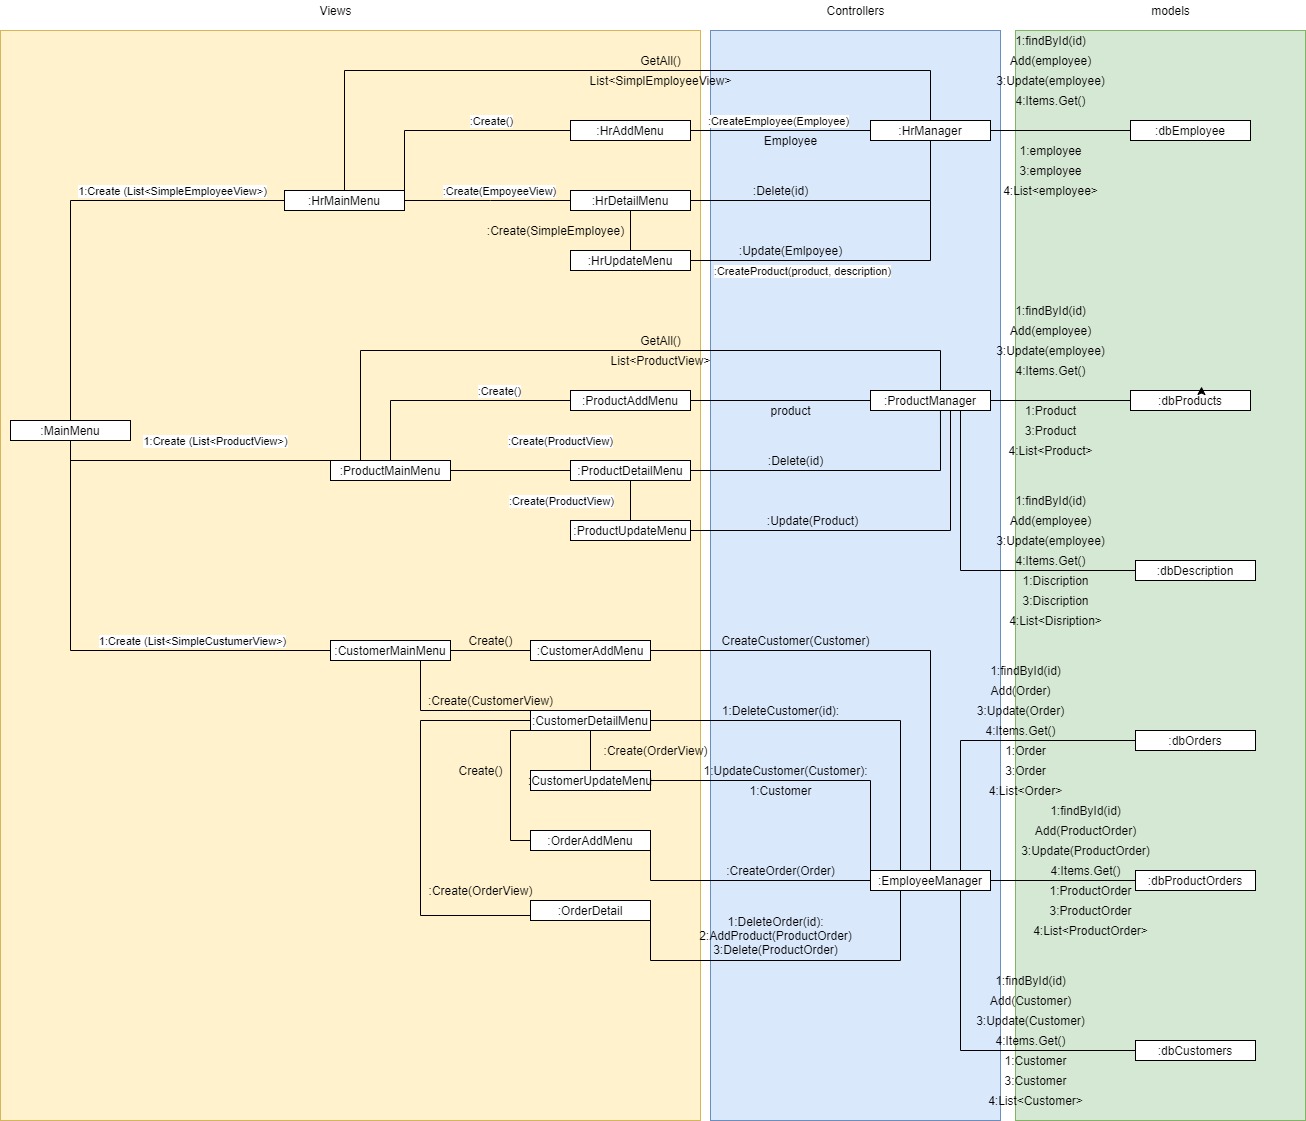 Views
Controllers
models
1:findById(id)
Add(employee)
3:Update(employee)
4:Items.Get()
GetAll()
List<SimplEmployeeView>
:Create()
:HrAddMenu
:CreateEmployee(Employee)
Employee
:HrManager
:dbEmployee
1:employee
3:employee
4:List<employee>
1:Create (List<SimpleEmployeeView>)
:HrMainMenu
:Create(EmpoyeeView)
:HrDetailMenu
:Delete(id)
:Create(SimpleEmployee)
:HrUpdateMenu
:Update(Emlpoyee)
:CreateProduct(product, description)
1:findById(id)
Add(employee)
3:Update(employee)
4:Items.Get()
GetAll()
List<ProductView>
:Create()
:ProductAddMenu
product
:ProductManager
:dbProducts
1:Product
3:Product
4:List<Product>
:MainMenu
1:Create (List<ProductView>)
:ProductMainMenu
:Create(ProductView)
:ProductDetailMenu
:Delete(id)
:Create(ProductView)
:ProductUpdateMenu
:Update(Product)
1:findById(id)
Add(employee)
3:Update(employee)
4:Items.Get()
:dbDescription
1:Discription
3:Discription
4:List<Disription>
1:Create (List<SimpleCustumerView>)
:CustomerMainMenu
Create()
:CustomerAddMenu
CreateCustomer(Customer)
:Create(CustomerView)
:CustomerDetailMenu
1:DeleteCustomer(id):
1:findById(id)
Add(Order)
3:Update(Order)
4:Items.Get()
:dbOrders
1:Order
3:Order
4:List<Order>
:Create(OrderView)
Create()
:CustomerUpdateMenu
1:UpdateCustomer(Customer):
1:Customer
:OrderAddMenu
:CreateOrder(Order)
:EmployeeManager
1:findById(id)
Add(ProductOrder)
3:Update(ProductOrder)
4:Items.Get()
:dbProductOrders
1:ProductOrder
3:ProductOrder
4:List<ProductOrder>
:Create(OrderView)
:OrderDetail
1:DeleteOrder(id):
2:AddProduct(ProductOrder)
3:Delete(ProductOrder)
1:findById(id)
Add(Customer)
3:Update(Customer)
4:Items.Get()
:dbCustomers
1:Customer
3:Customer
4:List<Customer>